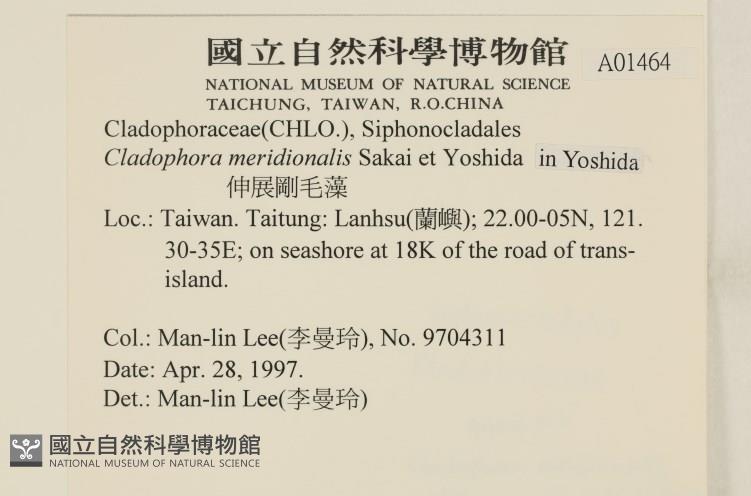 國立自然科學博物館
A01464
NATIONAL MUSEUM OF NATURAL SCIENCE
TAICHUNG, TAIWAN, R.O.CHINA
Cladophoraceae(CHLO.), Siphonocladales
Cladophora meridionalis Sakai et Yoshida in Yoshida
伸展剛毛藻
Loc.: Taiwan. Taitung: Lanhsu(蘭嶼); 22.00-05N, 121.
30-35E; on seashore at 18K of the road of trans-
island.
Col.: Man-lin Lee(李曼玲), No. 9704311
Date: Apr. 28, 1997.
Det.: Man-lin Lee(李曼玲)
國立自然科學博物館
NATIONAL MUSEUM OF NATURAL SCIENCE